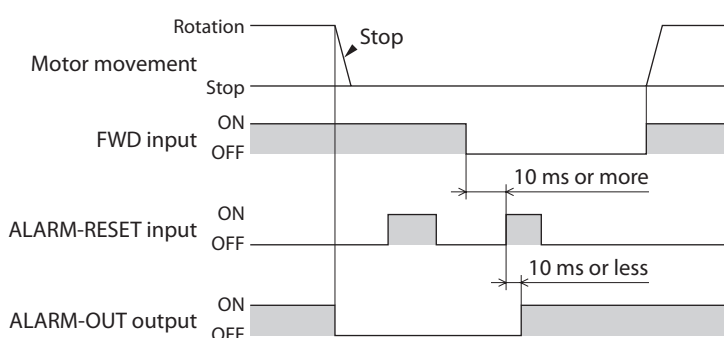 Rotation
Stop
Motor movement
Stop
ON
FWD input
OFF
10 ms or more
ON
ALARM-RESET input
OFF
10 ms or less
ON
ALARM-OUT output
OFF